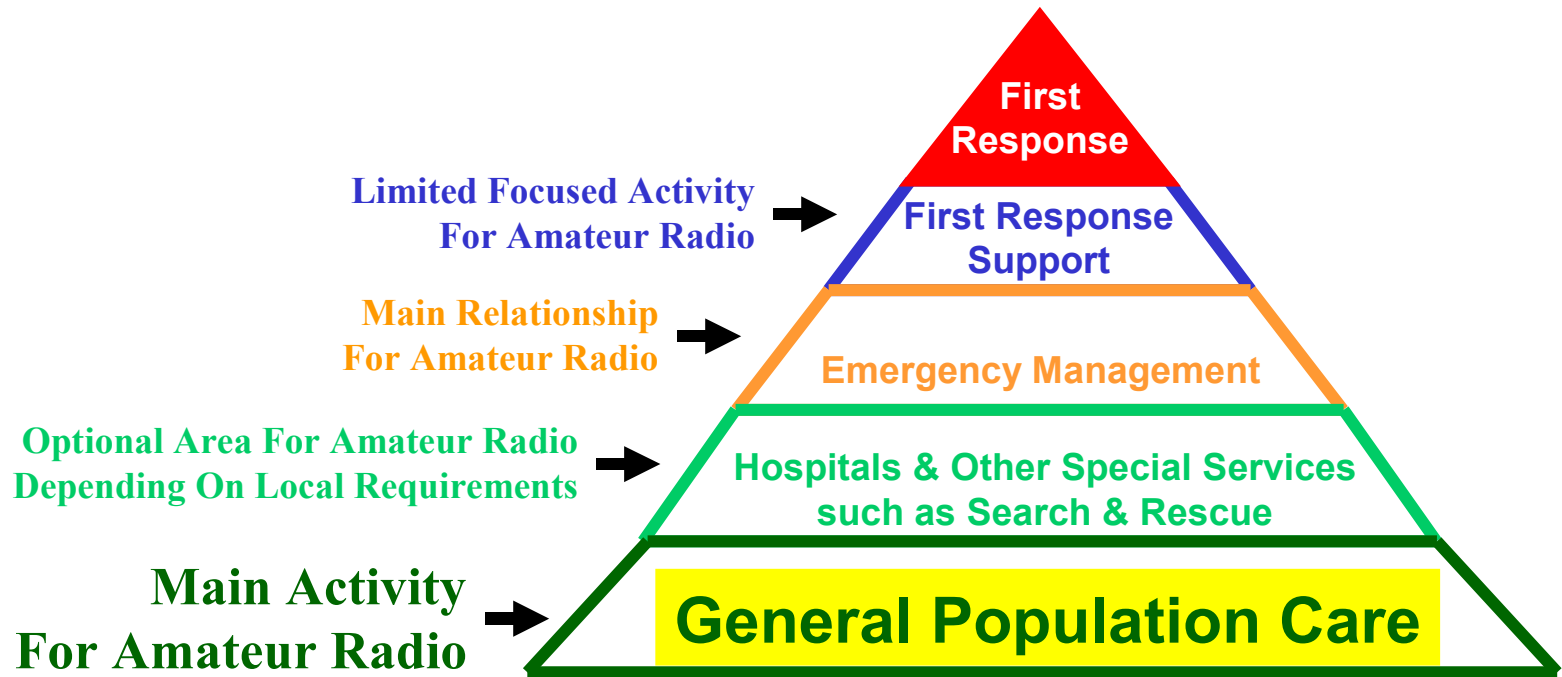 First
Response
Limited Focused Activity
For Amateur Radio
First Response
Support
Main Relationship
For Amateur Radio
Emergency Management
Optional Area For Amateur Radio
Depending On Local Requirements
Hospitals & Other Special Services
such as Search & Rescue
Main Activity
For Amateur Radio
General Population Care